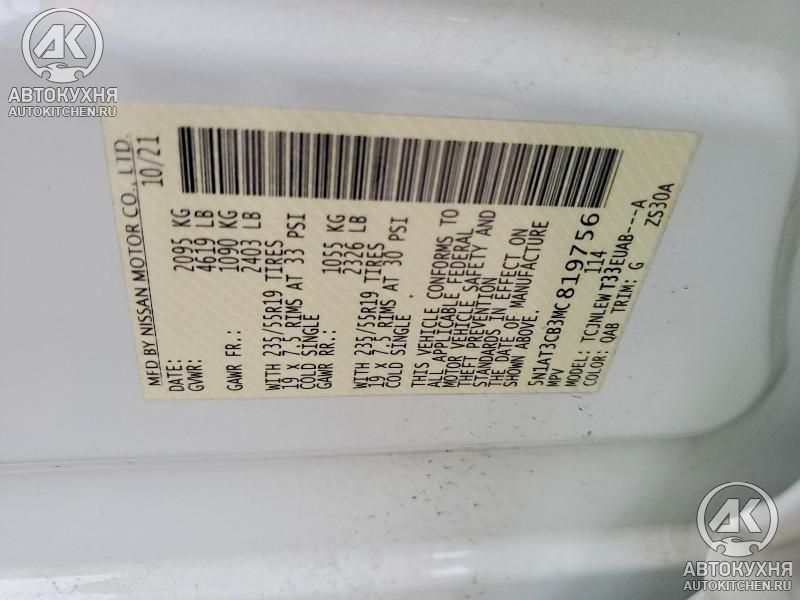 AK
АВТОКУХНЯ
AUTOKITCHEN.RU
MFD BY NISSAN MOTOR CO., LTD.
DATE: 10/21
GVWR: 2095 KG
4619 LB
GAWR FR.: 1090 KG
2403 LB
WITH 235/55R19 TIRES
19 X 7.5 RIMS AT 33 PSI
COLD SINGLE
GAWR RR.: 1055 KG
2326 LB
WITH 235/55R19 TIRES
19 X 7.5 RIMS AT 30 PSI
COLD SINGLE
THIS VEHICLE CONFORMS TO
ALL APPLICABLE FEDERAL
MOTOR VEHICLE SAFETY AND
THEFT PREVENTION
STANDARDS IN EFFECT ON
THE DATE OF MANUFACTURE
SHOWN ABOVE.
5N1AT3CB3MC819756
MPV 114
MODEL: TCJNLEWT33EUAB---A
COLOR: QAB TRIM: G ZS30A
AK
АВТОКУХНЯ
AUTOKITCHEN.RU